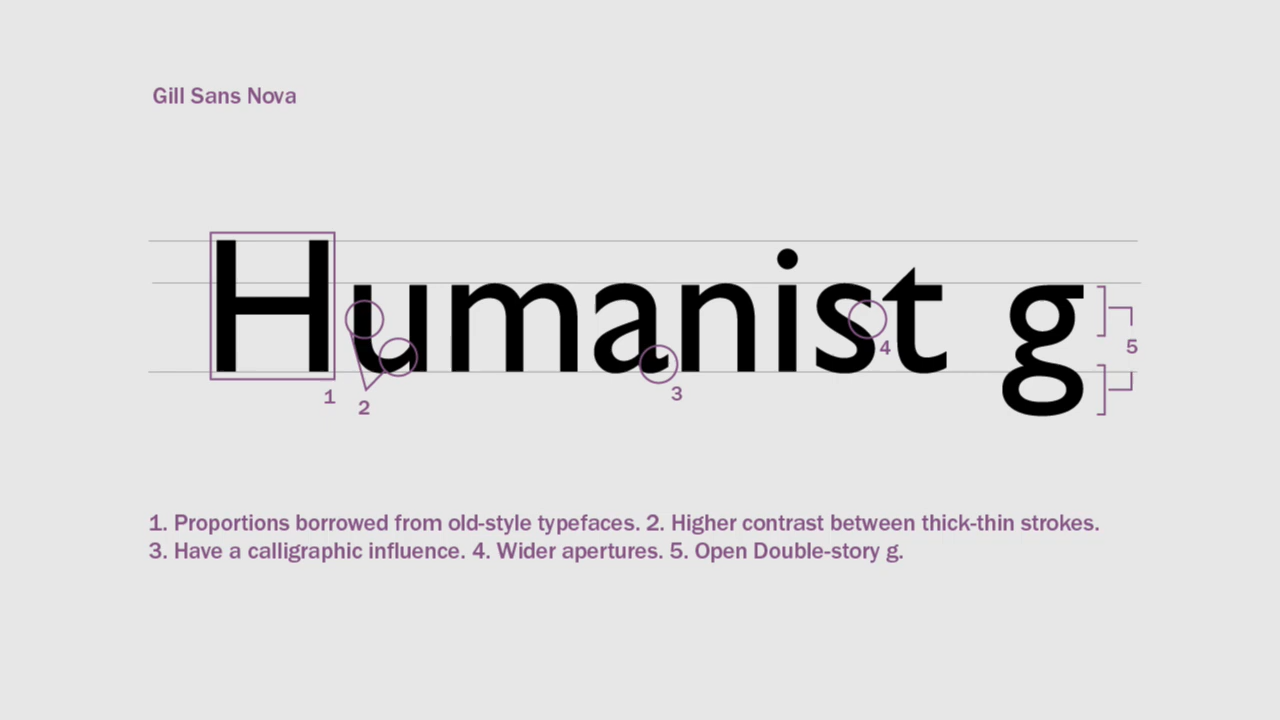 Gill Sans Nova
Humanist g
1
2
3
4
5
1. Proportions borrowed from old-style typefaces. 2. Higher contrast between thick-thin strokes.
3. Have a calligraphic influence. 4. Wider apertures. 5. Open Double-story g.